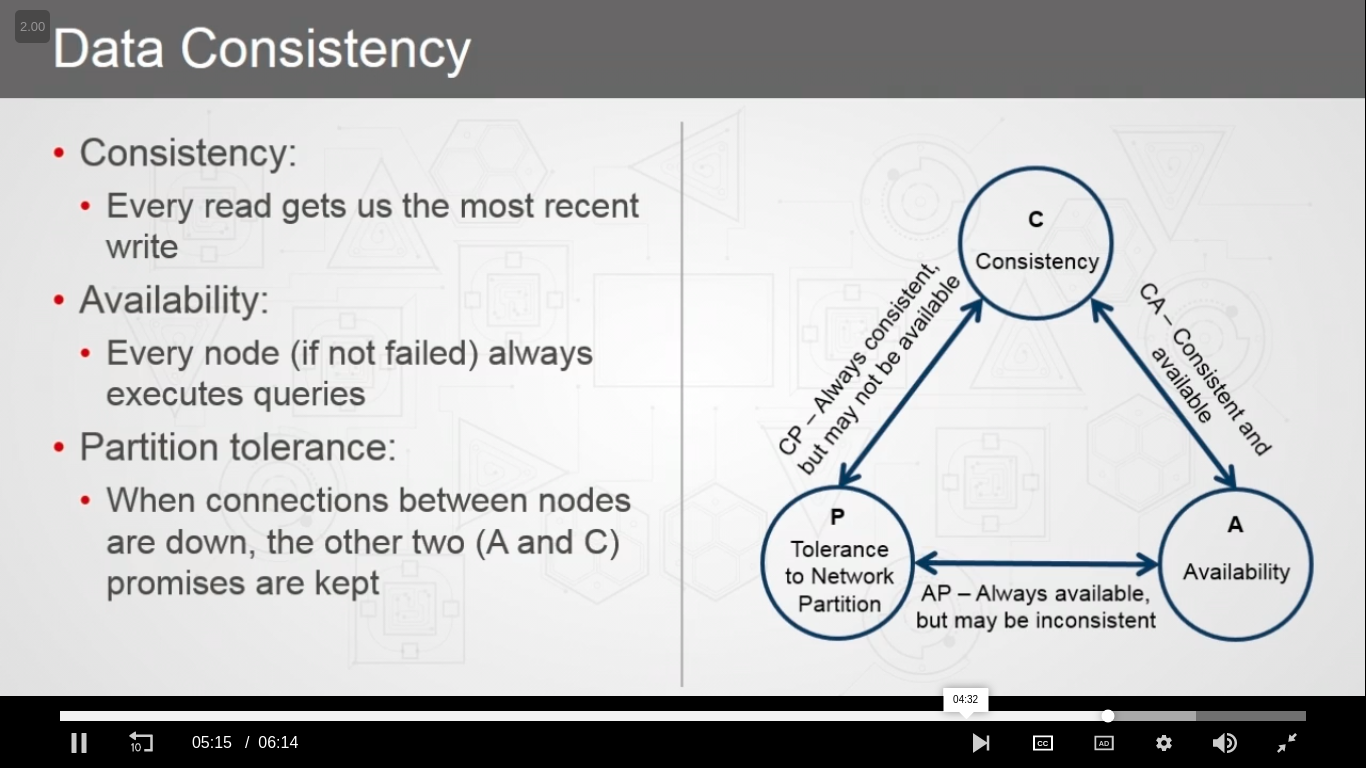 2.00
Data Consistency
• Consistency:
• Every read gets us the most recent
write
• Availability:
• Every node (if not failed) always
executes queries
• Partition tolerance:
• When connections between nodes
are down, the other two (A and C)
promises are kept
C
Consistency
CP – Always consistent,
but may not be available
CA – Consistent and
available
P
Tolerance
to Network
Partition
A
Availability
AP – Always available,
but may be inconsistent
04:32
10
05:15 / 06:14
CC
AD